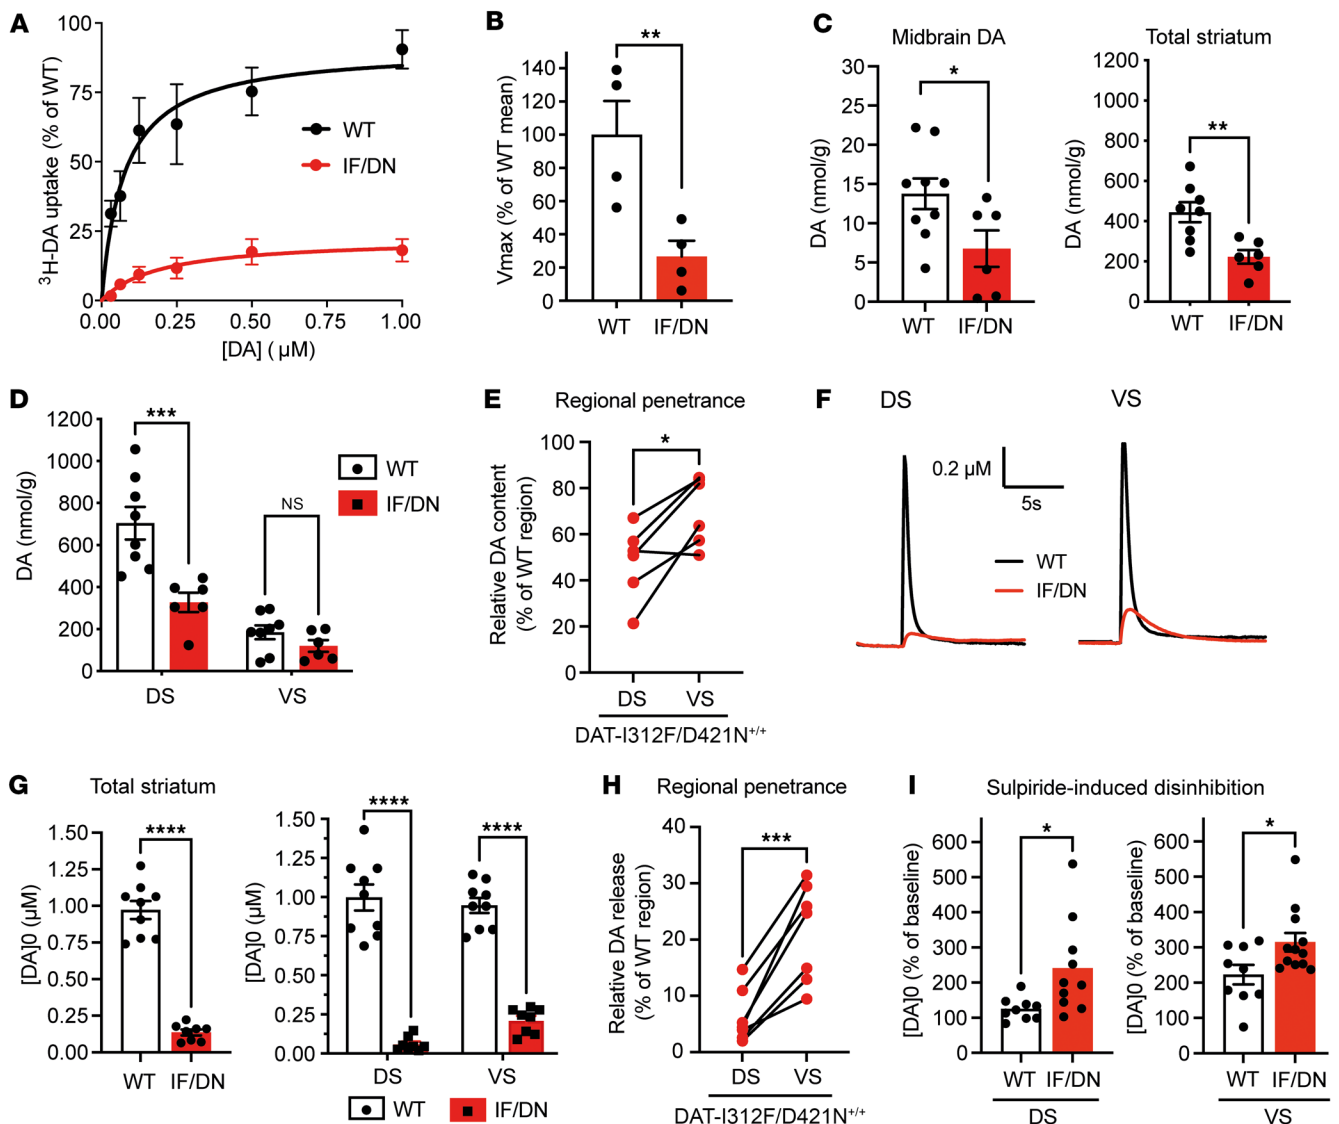 A
³H-DA uptake (% of WT)
100
75
50
25
0
0.00
0.25
0.50
0.75
1.00
[DA] ( µM)
WT
IF/DN
B
**
Vmax (% of WT mean)
140
120
100
80
60
40
20
0
WT
IF/DN
C
Midbrain DA
*
DA (nmol/g)
30
25
20
15
10
5
0
WT
IF/DN
Total striatum
**
DA (nmol/g)
1200
1000
800
600
400
200
0
WT
IF/DN
D
***
NS
DA (nmol/g)
1200
1000
800
600
400
200
0
DS
VS
WT
IF/DN
E
Regional penetrance
*
Relative DA content
(% of WT region)
100
80
60
40
20
0
DS
VS
DAT-I312F/D421N⁺/⁺
F
DS
VS
0.2 µM
5s
WT
IF/DN
G
Total striatum
****
[DA]0 (µM)
1.50
1.25
1.00
0.75
0.50
0.25
0.00
WT
IF/DN
****
****
[DA]0 (µM)
1.50
1.25
1.00
0.75
0.50
0.25
0.00
DS
VS
WT
IF/DN
H
Regional penetrance
***
Relative DA release
(% of WT region)
40
30
20
10
0
DS
VS
DAT-I312F/D421N⁺/⁺
I
Sulpiride-induced disinhibition
*
[DA]0 (% of baseline)
600
500
400
300
200
100
0
WT
IF/DN
DS
*
[DA]0 (% of baseline)
600
500
400
300
200
100
0
WT
IF/DN
VS